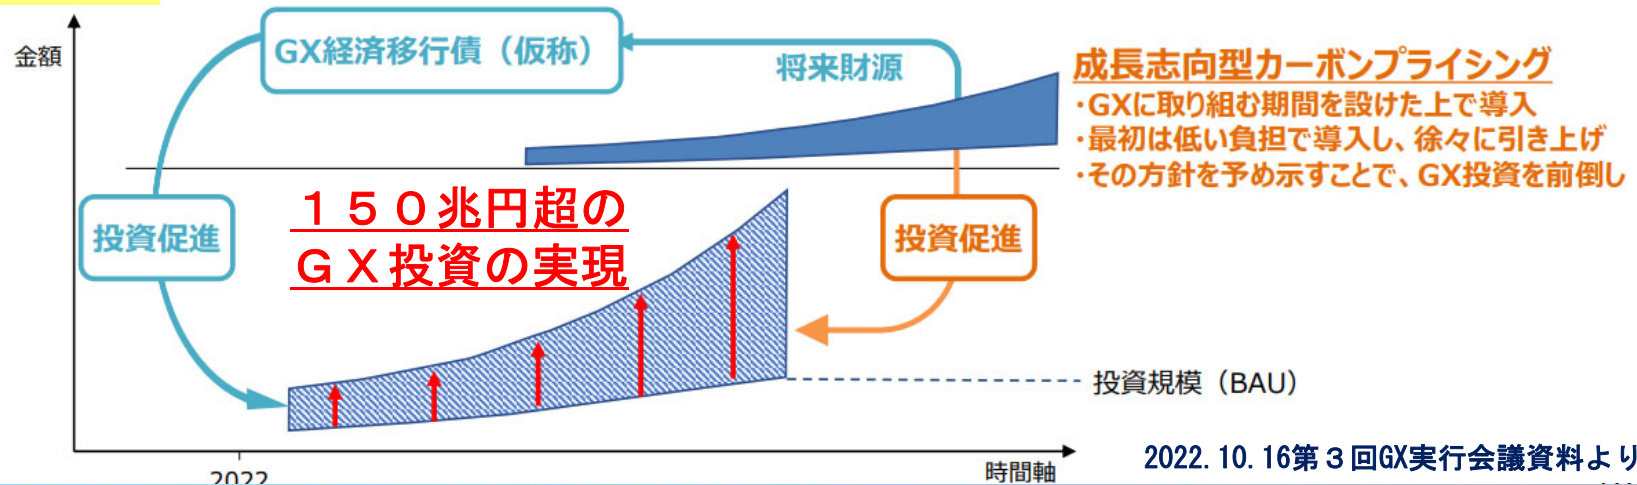 金額
GX経済移行債（仮称）
将来財源
成長志向型カーボンプライシング
・GXに取り組む期間を設けた上で導入
・最初は低い負担で導入し、徐々に引き上げ
・その方針を予め示すことで、GX投資を前倒し
投資促進
１５０兆円超の
ＧＸ投資の実現
投資促進
投資規模（BAU）
2022.10.16第３回GX実行会議資料より
時間軸
2022